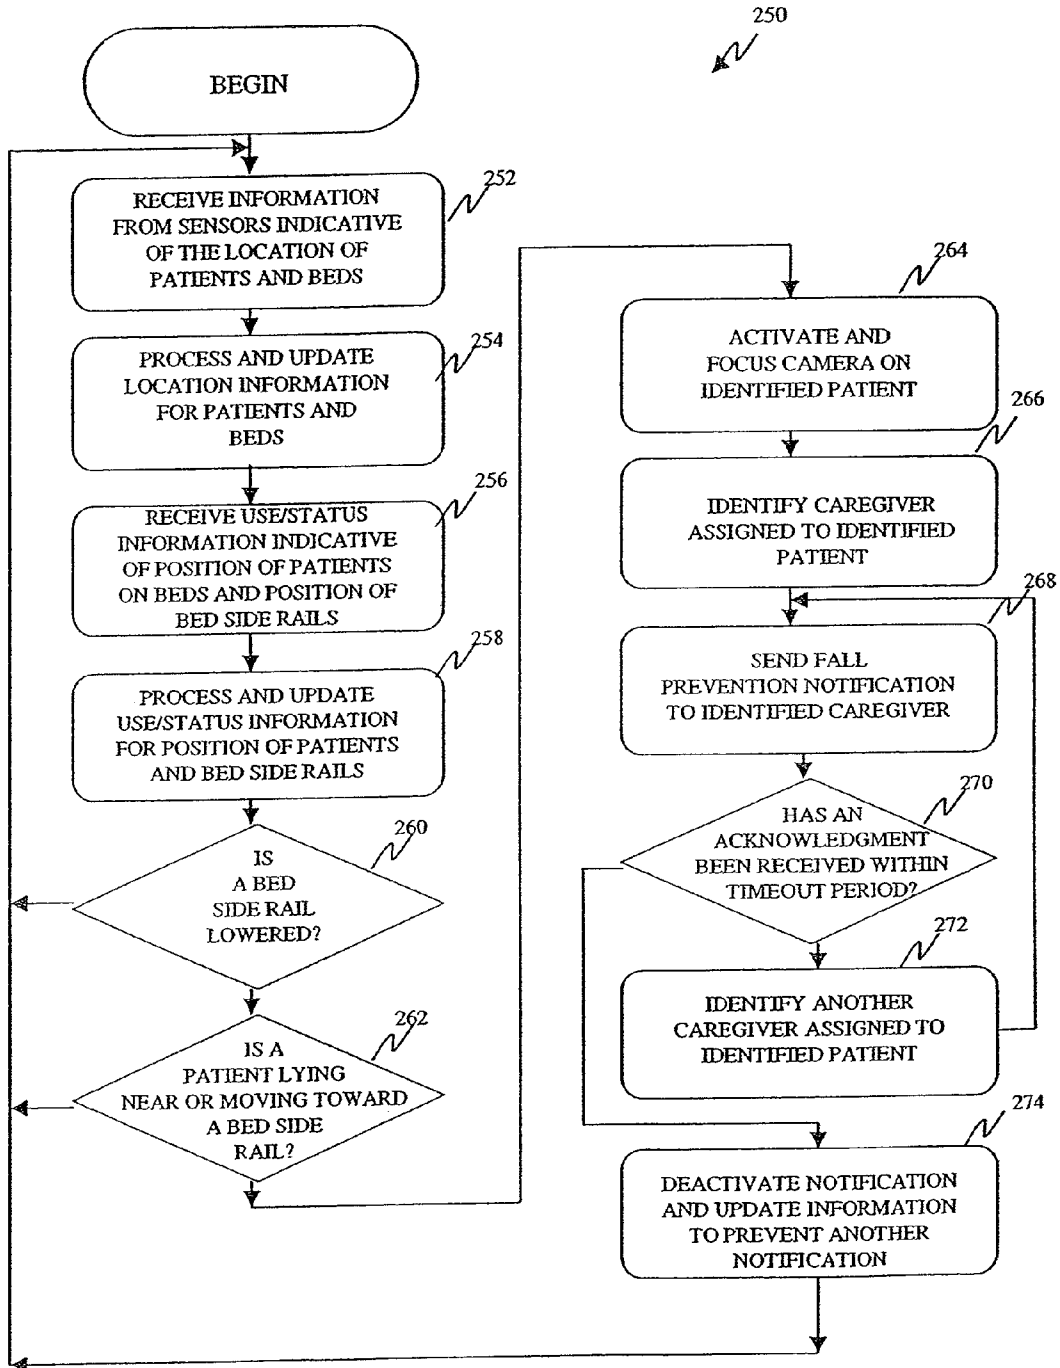 250
BEGIN
252
RECEIVE INFORMATION
FROM SENSORS INDICATIVE
OF THE LOCATION OF
PATIENTS AND BEDS
254
PROCESS AND UPDATE
LOCATION INFORMATION
FOR PATIENTS AND
BEDS
256
RECEIVE USE/STATUS
INFORMATION INDICATIVE
OF POSITION OF PATIENTS
ON BEDS AND POSITION OF
BED SIDE RAILS
258
PROCESS AND UPDATE
USE/STATUS INFORMATION
FOR POSITION OF PATIENTS
AND BED SIDE RAILS
260
IS
A BED
SIDE RAIL
LOWERED?
262
IS A
PATIENT LYING
NEAR OR MOVING TOWARD
A BED SIDE
RAIL?
264
ACTIVATE AND
FOCUS CAMERA ON
IDENTIFIED PATIENT
266
IDENTIFY CAREGIVER
ASSIGNED TO IDENTIFIED
PATIENT
268
SEND FALL
PREVENTION NOTIFICATION
TO IDENTIFIED CAREGIVER
270
HAS AN
ACKNOWLEDGMENT
BEEN RECEIVED WITHIN
TIMEOUT PERIOD?
272
IDENTIFY ANOTHER
CAREGIVER ASSIGNED TO
IDENTIFIED PATIENT
274
DEACTIVATE NOTIFICATION
AND UPDATE INFORMATION
TO PREVENT ANOTHER
NOTIFICATION